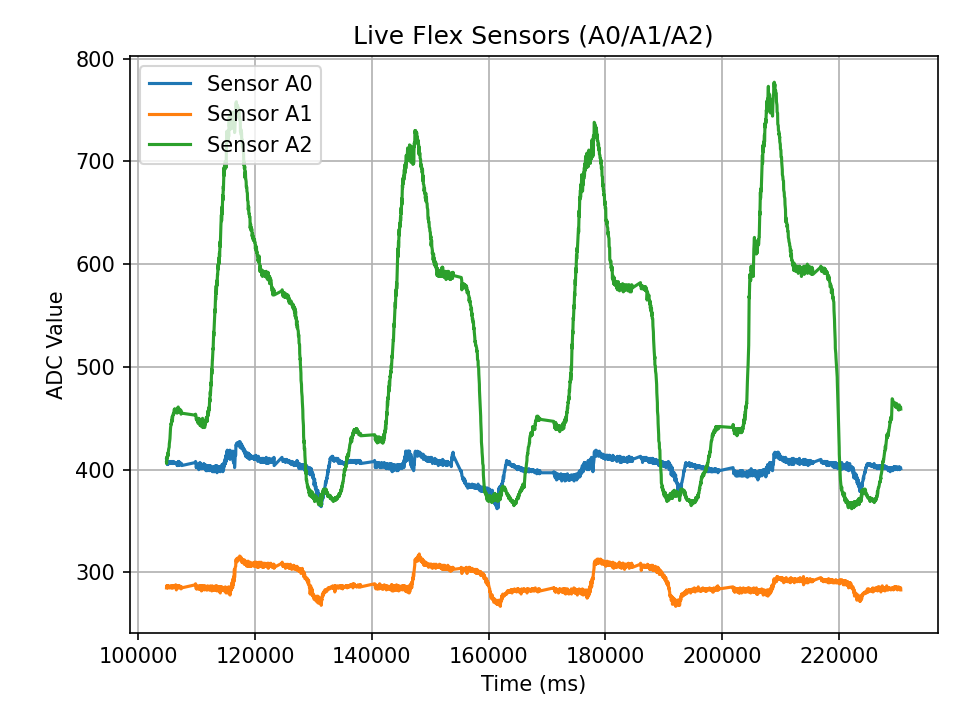 Live Flex Sensors (A0/A1/A2)
800
700
600
500
400
300
ADC Value
Sensor A0
Sensor A1
Sensor A2
100000 120000 140000 160000 180000 200000 220000
Time (ms)